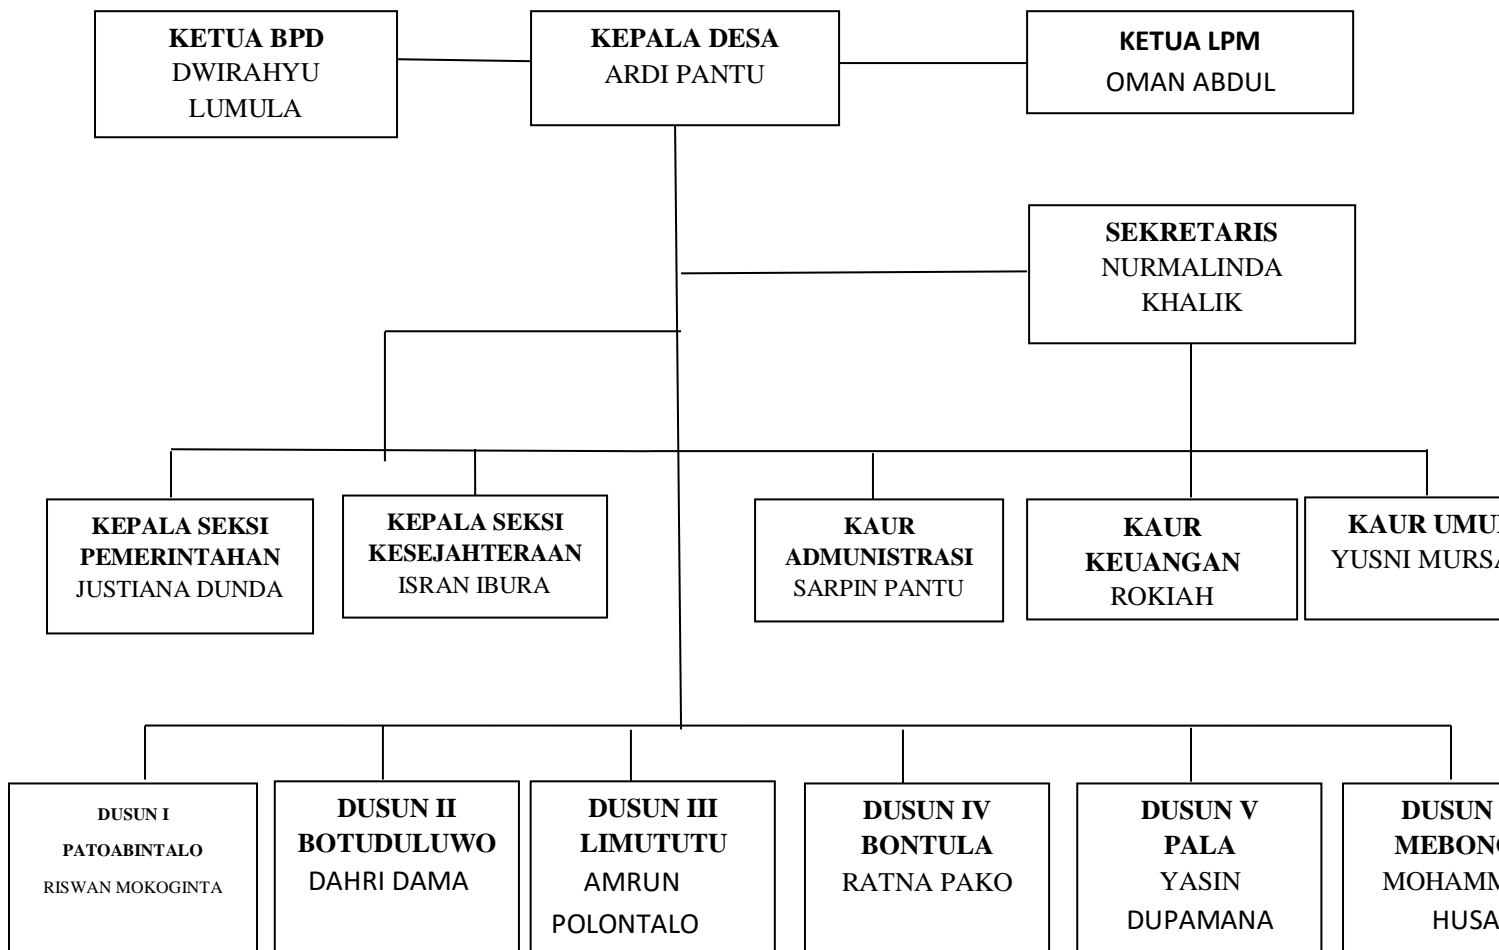 KETUA BPD
DWIRAHYU
LUMULA
KEPALA DESA
ARDI PANTU
KETUA LPM
OMAN ABDUL
SEKRETARIS
NURMALINDA
KHALIK
KEPALA SEKSI
PEMERINTAHAN
JUSTIANA DUNDA
KEPALA SEKSI
KESEJAHTERAAN
ISRAN IBURA
KAUR
ADMUNISTRASI
SARPIN PANTU
KAUR
KEUANGAN
ROKIAH
KAUR
YUSNI
DUSUN I
PATOABINTALO
RISWAN MOKOGINTA
DUSUN II
BOTUDULUWO
DAHRI DAMA
DUSUN III
LIMUTUTU
AMRUN
POLONTALO
DUSUN IV
BONTULA
RATNA PAKO
DUSUN V
PALA
YASIN
DUPAMANA
DUSUN